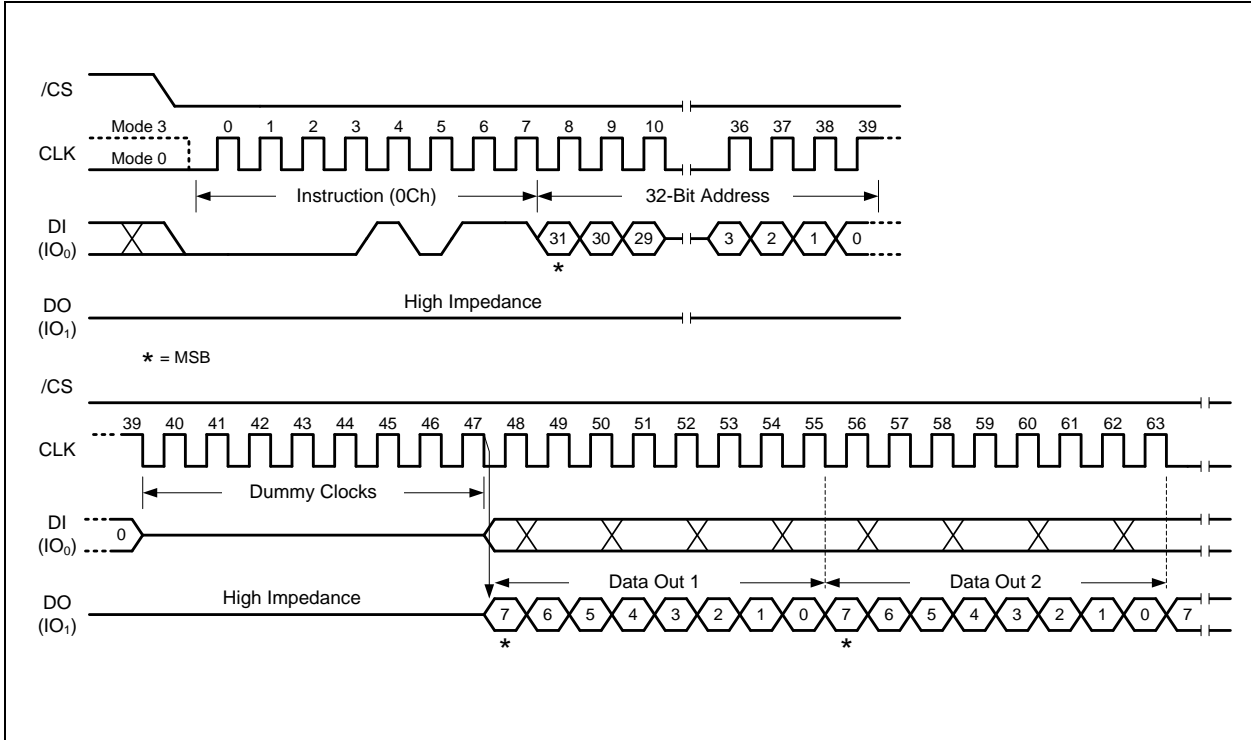 /CS
Mode 3 0 1 2 3 4 5 6 7 8 9 10 36 37 38 39
CLK
Mode 0
Instruction (0Ch) 32-Bit Address
DI
(IO0)
31 30 29 3 2 1 0
*
High Impedance
DO
(IO1)
* = MSB
/CS
39 40 41 42 43 44 45 46 47 48 49 50 51 52 53 54 55 56 57 58 59 60 61 62 63
CLK
Dummy Clocks
DI
(IO0)
0
Data Out 1 Data Out 2
High Impedance
DO
(IO1)
7 6 5 4 3 2 1 0 7 6 5 4 3 2 1 0 7
* *